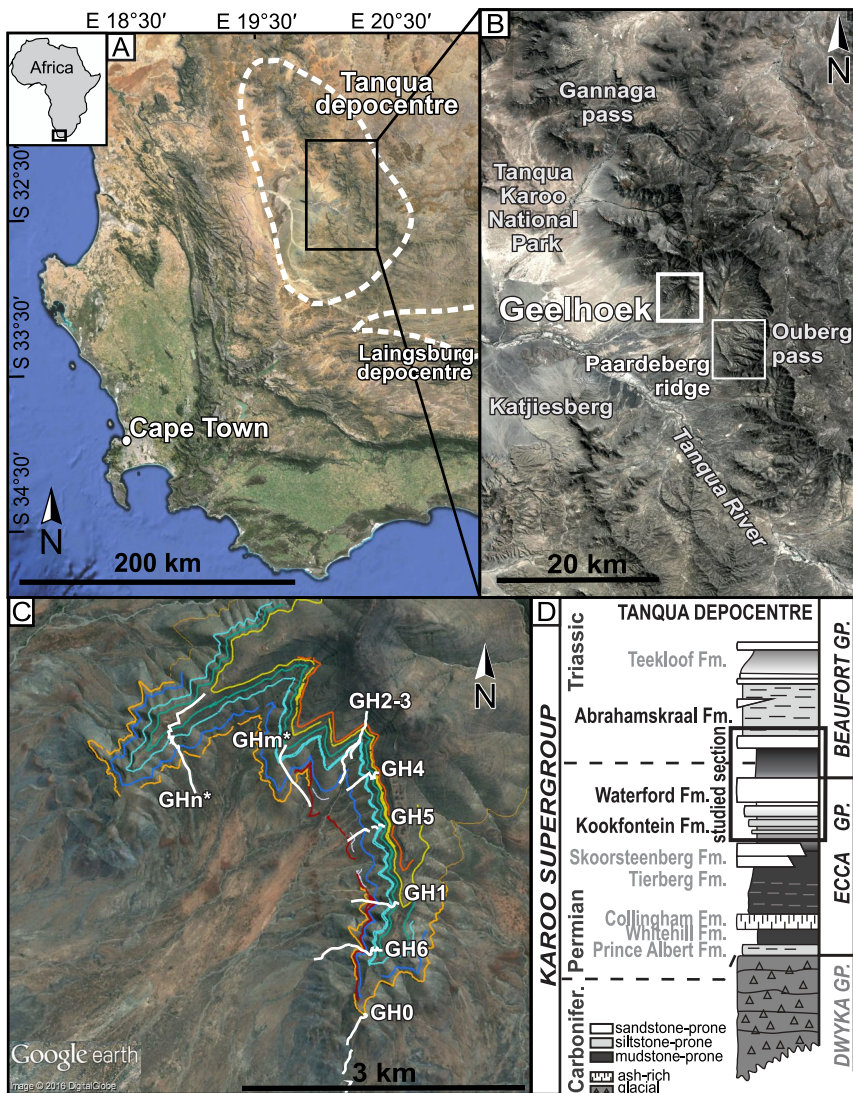 E 18°30′ E 19°30′ E 20°30′
A
Africa
Tanqua
depocentre
S 32°30′
S 33°30′
S 34°30′
Laingsburg
depocentre
Cape Town
N
200 km
B
N
Gannaga
pass
Tanqua
Karoo
National
Park
Geelhoek
Ouberg
pass
Paardeberg
ridge
Katjiesberg
Tanqua River
20 km
C
N
GH2-3
GHm*
GH4
GHn*
GH5
GH1
GH6
GH0
Google earth
Image © 2016 DigitalGlobe
3 km
D
TANQUA DEPOCENTRE
KAROO SUPERGROUP
Triassic
Permian
Carbonifer.
Teekloof Fm.
Abrahamskraal Fm.
studied section
Waterford Fm.
Kookfontein Fm.
Skoorsteenberg Fm.
Tierberg Fm.
Collingham Fm.
Whitehill Fm.
Prince Albert Fm.
BEAUFORT GP.
ECCA GP.
DWYKA GP.
sandstone-prone
siltstone-prone
mudstone-prone
ash-rich
glacial